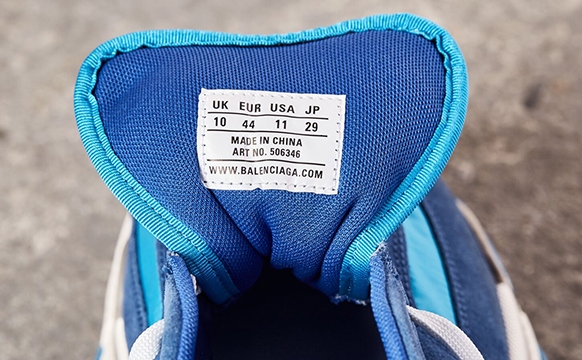 UK EUR USA JP
10 44 11 29
MADE IN CHINA
ART NO. 506346
WWW.BALENCIAGA.COM